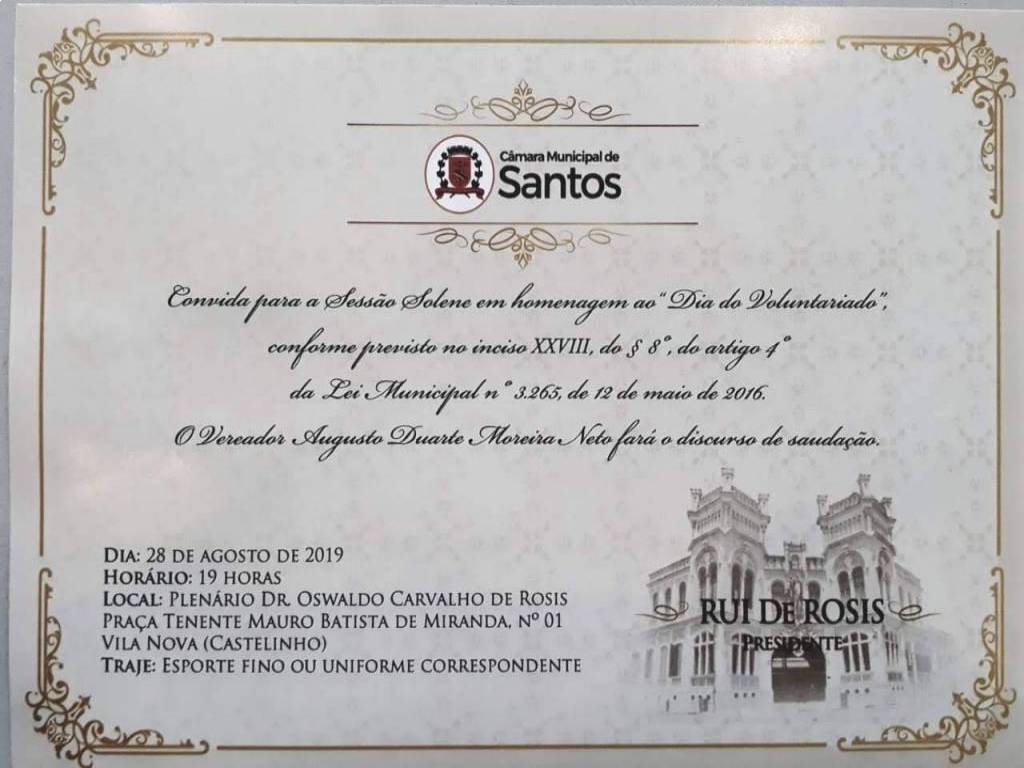 Câmara Municipal de
Santos
Convida para a Sessão Solene em homenagem ao "Dia do Voluntariado",
conforme previsto no inciso XXVIII, do § 8º, do artigo 4º
da Lei Municipal nº 3.265, de 12 de maio de 2016.
O Vereador Augusto Duarte Moreira Neto fará o discurso de saudação.
DIA: 28 DE AGOSTO DE 2019
HORÁRIO: 19 HORAS
LOCAL: PLENÁRIO DR. OSWALDO CARVALHO DE ROSIS
PRAÇA TENENTE MAURO BATISTA DE MIRANDA, Nº 01
VILA NOVA (CASTELINHO)
TRAJE: ESPORTE FINO OU UNIFORME CORRESPONDENTE
RUI DE ROSIS
PRESIDENTE